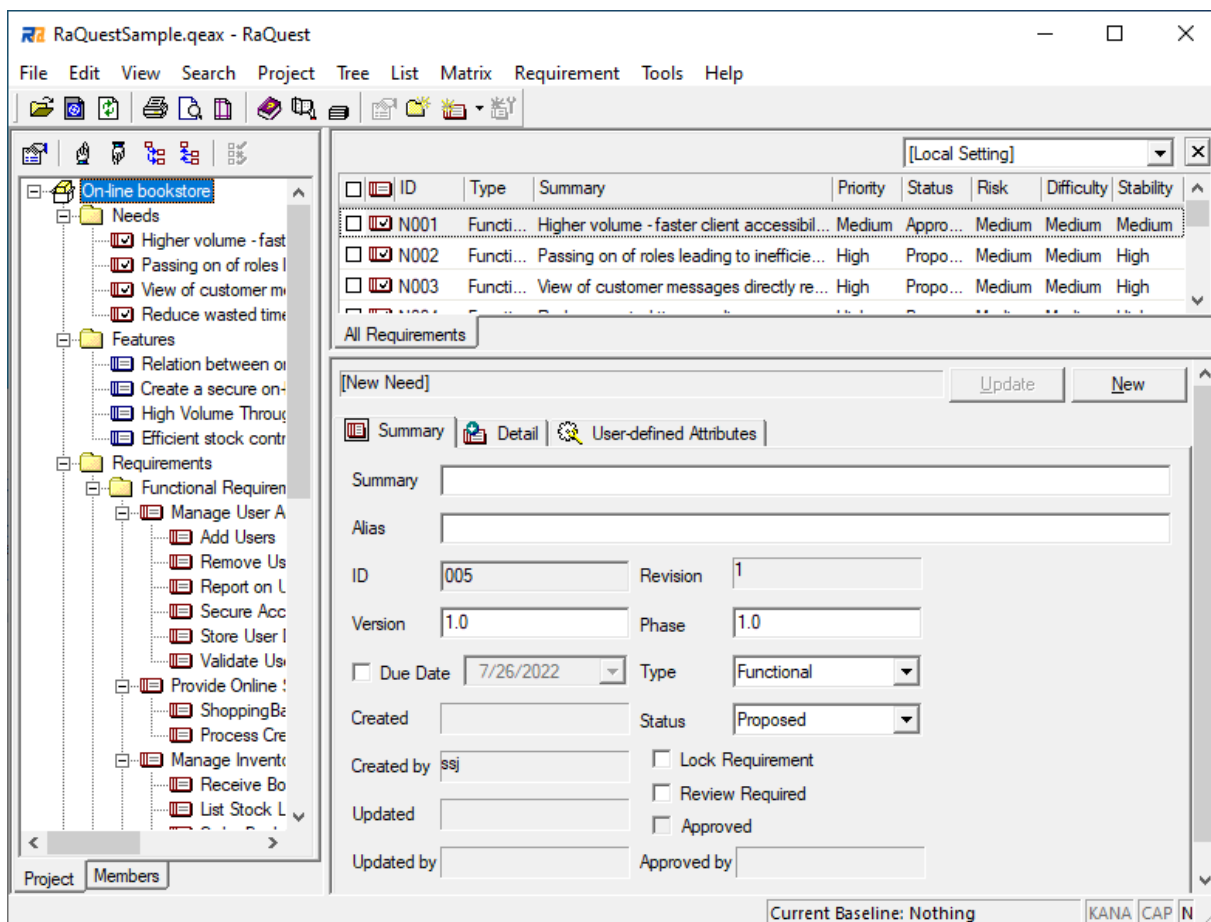 RaQuestSample.qeax - RaQuest
File Edit View Search Project Tree List Matrix Requirement Tools Help
On-line bookstore
Needs
Higher volume - fast
Passing on of roles l
View of customer m
Reduce wasted time
Features
Relation between or
Create a secure on-
High Volume Throug
Efficient stock contr
Requirements
Functional Requirem
Manage User A
Add Users
Remove Us
Report on U
Secure Acc
Store User
Validate Use
Provide Online
ShoppingBa
Process Cre
Manage Invento
Receive Bo
List Stock L
Project Members
[Local Setting]
ID Type Summary Priority Status Risk Difficulty Stability
N001 Functi... Higher volume - faster client accessibil... Medium Appro... Medium Medium Medium
N002 Functi... Passing on of roles leading to inefficie... High Propo... Medium Medium High
N003 Functi... View of customer messages directly re... High Propo... Medium Medium High
All Requirements
[New Need] Update New
Summary Detail User-defined Attributes
Summary
Alias
ID 005 Revision 1
Version 1.0 Phase 1.0
Due Date 7/26/2022 Type Functional
Created Status Proposed
Created by ssj Lock Requirement
Review Required
Updated Approved
Updated by Approved by
Current Baseline: Nothing KANA CAP N